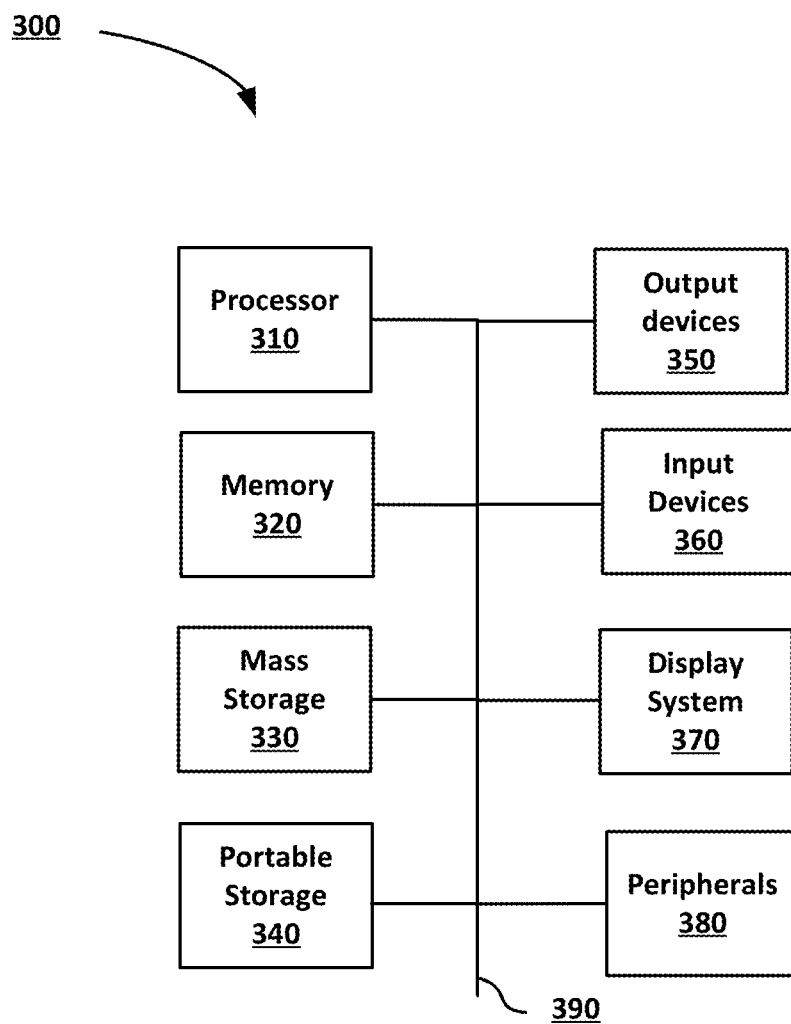 300
Processor
310
Output
devices
350
Memory
320
Input
Devices
360
Mass
Storage
330
Display
System
370
Portable
Storage
340
Peripherals
380
390